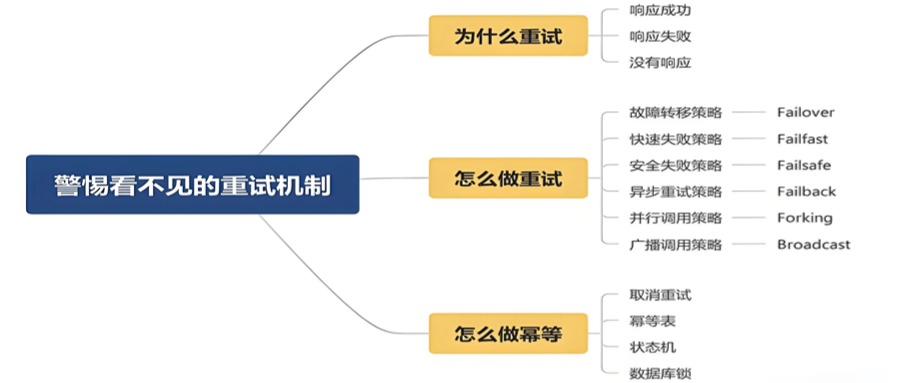 警惕看不见的重试机制
为什么重试
响应成功
响应失败
没有响应
怎么做重试
故障转移策略 Failover
快速失败策略 Failfast
安全失败策略 Failsafe
异步重试策略 Failback
并行调用策略 Forking
广播调用策略 Broadcast
怎么做幂等
取消重试
幂等表
状态机
数据库锁